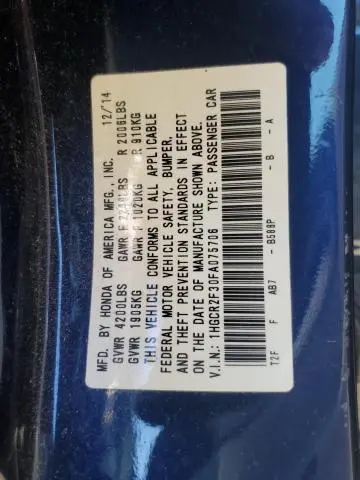 MFD. BY HONDA OF AMERICA MFG., INC. 12/14
GVWR 4200LBS GAWR F LBS R 2006LBS
GVWR 1905KG GAWR F 1020KG R 910KG
THIS VEHICLE CONFORMS TO ALL APPLICABLE
FEDERAL MOTOR VEHICLE SAFETY, BUMPER,
AND THEFT PREVENTION STANDARDS IN EFFECT
ON THE DATE OF MANUFACTURE SHOWN ABOVE.
V.I.N.: 1HGCR2F30FA075706 TYPE: PASSENGER CAR
T2F F AB7 - B588P - B - A